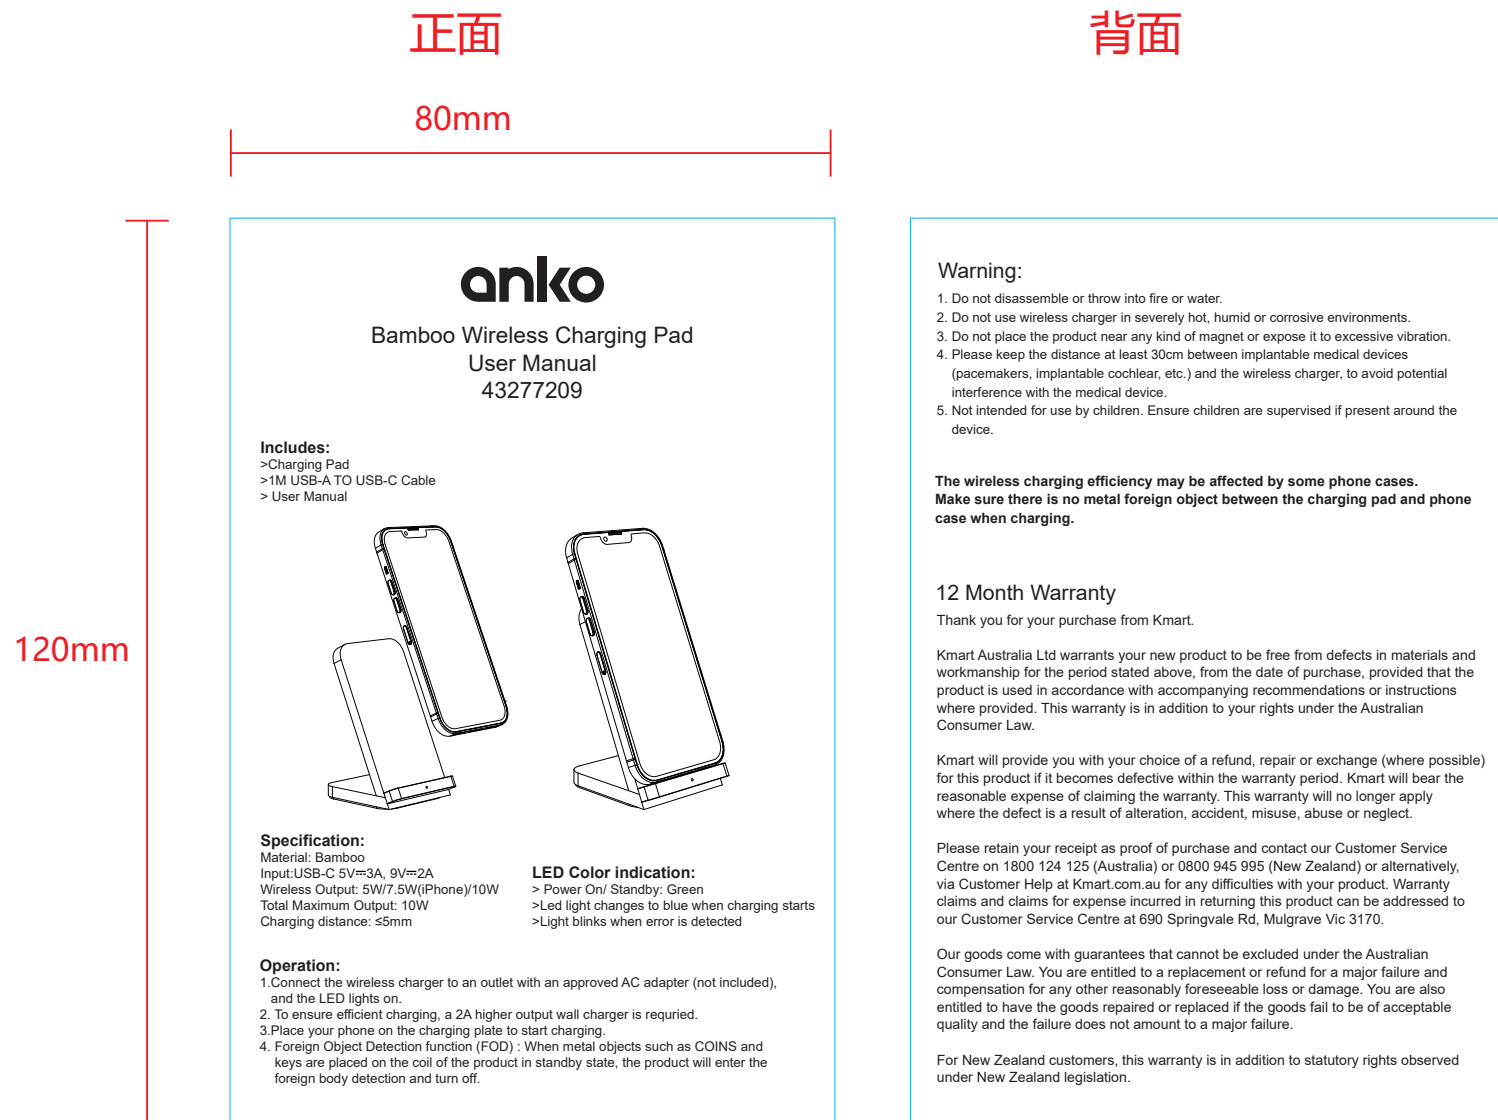 正面
背面
80mm
120mm
anko
Bamboo Wireless Charging Pad
User Manual
43277209
Includes:
>Charging Pad
>1M USB-A TO USB-C Cable
> User Manual
Specification:
Material: Bamboo
Input:USB-C 5V⎓3A, 9V⎓2A
Wireless Output: 5W/7.5W(iPhone)/10W
Total Maximum Output: 10W
Charging distance: ≤5mm
LED Color indication:
> Power On/ Standby: Green
>Led light changes to blue when charging starts
>Light blinks when error is detected
Operation:
1.Connect the wireless charger to an outlet with an approved AC adapter (not included),
and the LED lights on.
2. To ensure efficient charging, a 2A higher output wall charger is requried.
3.Place your phone on the charging plate to start charging.
4. Foreign Object Detection function (FOD) : When metal objects such as COINS and
keys are placed on the coil of the product in standby state, the product will enter the
foreign body detection and turn off.
Warning:
1. Do not disassemble or throw into fire or water.
2. Do not use wireless charger in severely hot, humid or corrosive environments.
3. Do not place the product near any kind of magnet or expose it to excessive vibration.
4. Please keep the distance at least 30cm between implantable medical devices
(pacemakers, implantable cochlear, etc.) and the wireless charger, to avoid potential
interference with the medical device.
5. Not intended for use by children. Ensure children are supervised if present around the
device.
The wireless charging efficiency may be affected by some phone cases.
Make sure there is no metal foreign object between the charging pad and phone
case when charging.
12 Month Warranty
Thank you for your purchase from Kmart.
Kmart Australia Ltd warrants your new product to be free from defects in materials and
workmanship for the period stated above, from the date of purchase, provided that the
product is used in accordance with accompanying recommendations or instructions
where provided. This warranty is in addition to your rights under the Australian
Consumer Law.
Kmart will provide you with your choice of a refund, repair or exchange (where possible)
for this product if it becomes defective within the warranty period. Kmart will bear the
reasonable expense of claiming the warranty. This warranty will no longer apply
where the defect is a result of alteration, accident, misuse, abuse or neglect.
Please retain your receipt as proof of purchase and contact our Customer Service
Centre on 1800 124 125 (Australia) or 0800 945 995 (New Zealand) or alternatively,
via Customer Help at Kmart.com.au for any difficulties with your product. Warranty
claims and claims for expense incurred in returning this product can be addressed to
our Customer Service Centre at 690 Springvale Rd, Mulgrave Vic 3170.
Our goods come with guarantees that cannot be excluded under the Australian
Consumer Law. You are entitled to a replacement or refund for a major failure and
compensation for any other reasonably foreseeable loss or damage. You are also
entitled to have the goods repaired or replaced if the goods fail to be of acceptable
quality and the failure does not amount to a major failure.
For New Zealand customers, this warranty is in addition to statutory rights observed
under New Zealand legislation.